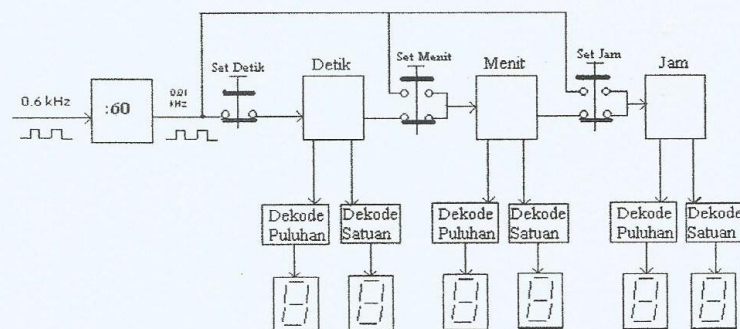 Set Detik
Detik
Set Menit
Menit
Set Jam
Jam
0.6 kHz
:60
0.01
kHz
Dekode
Puluhan
Dekode
Satuan
Dekode
Puluhan
Dekode
Satuan
Dekode
Puluhan
Dekode
Satuan